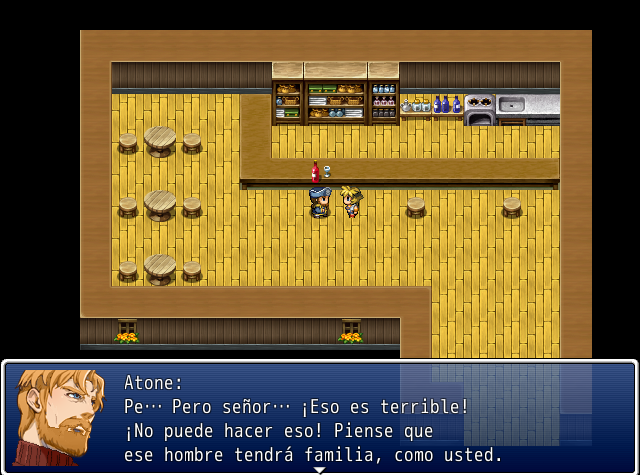 Atone:
Pe… Pero señor… ¡Eso es terrible!
¡No puede hacer eso! Piense que
ese hombre tendrá familia, como usted.